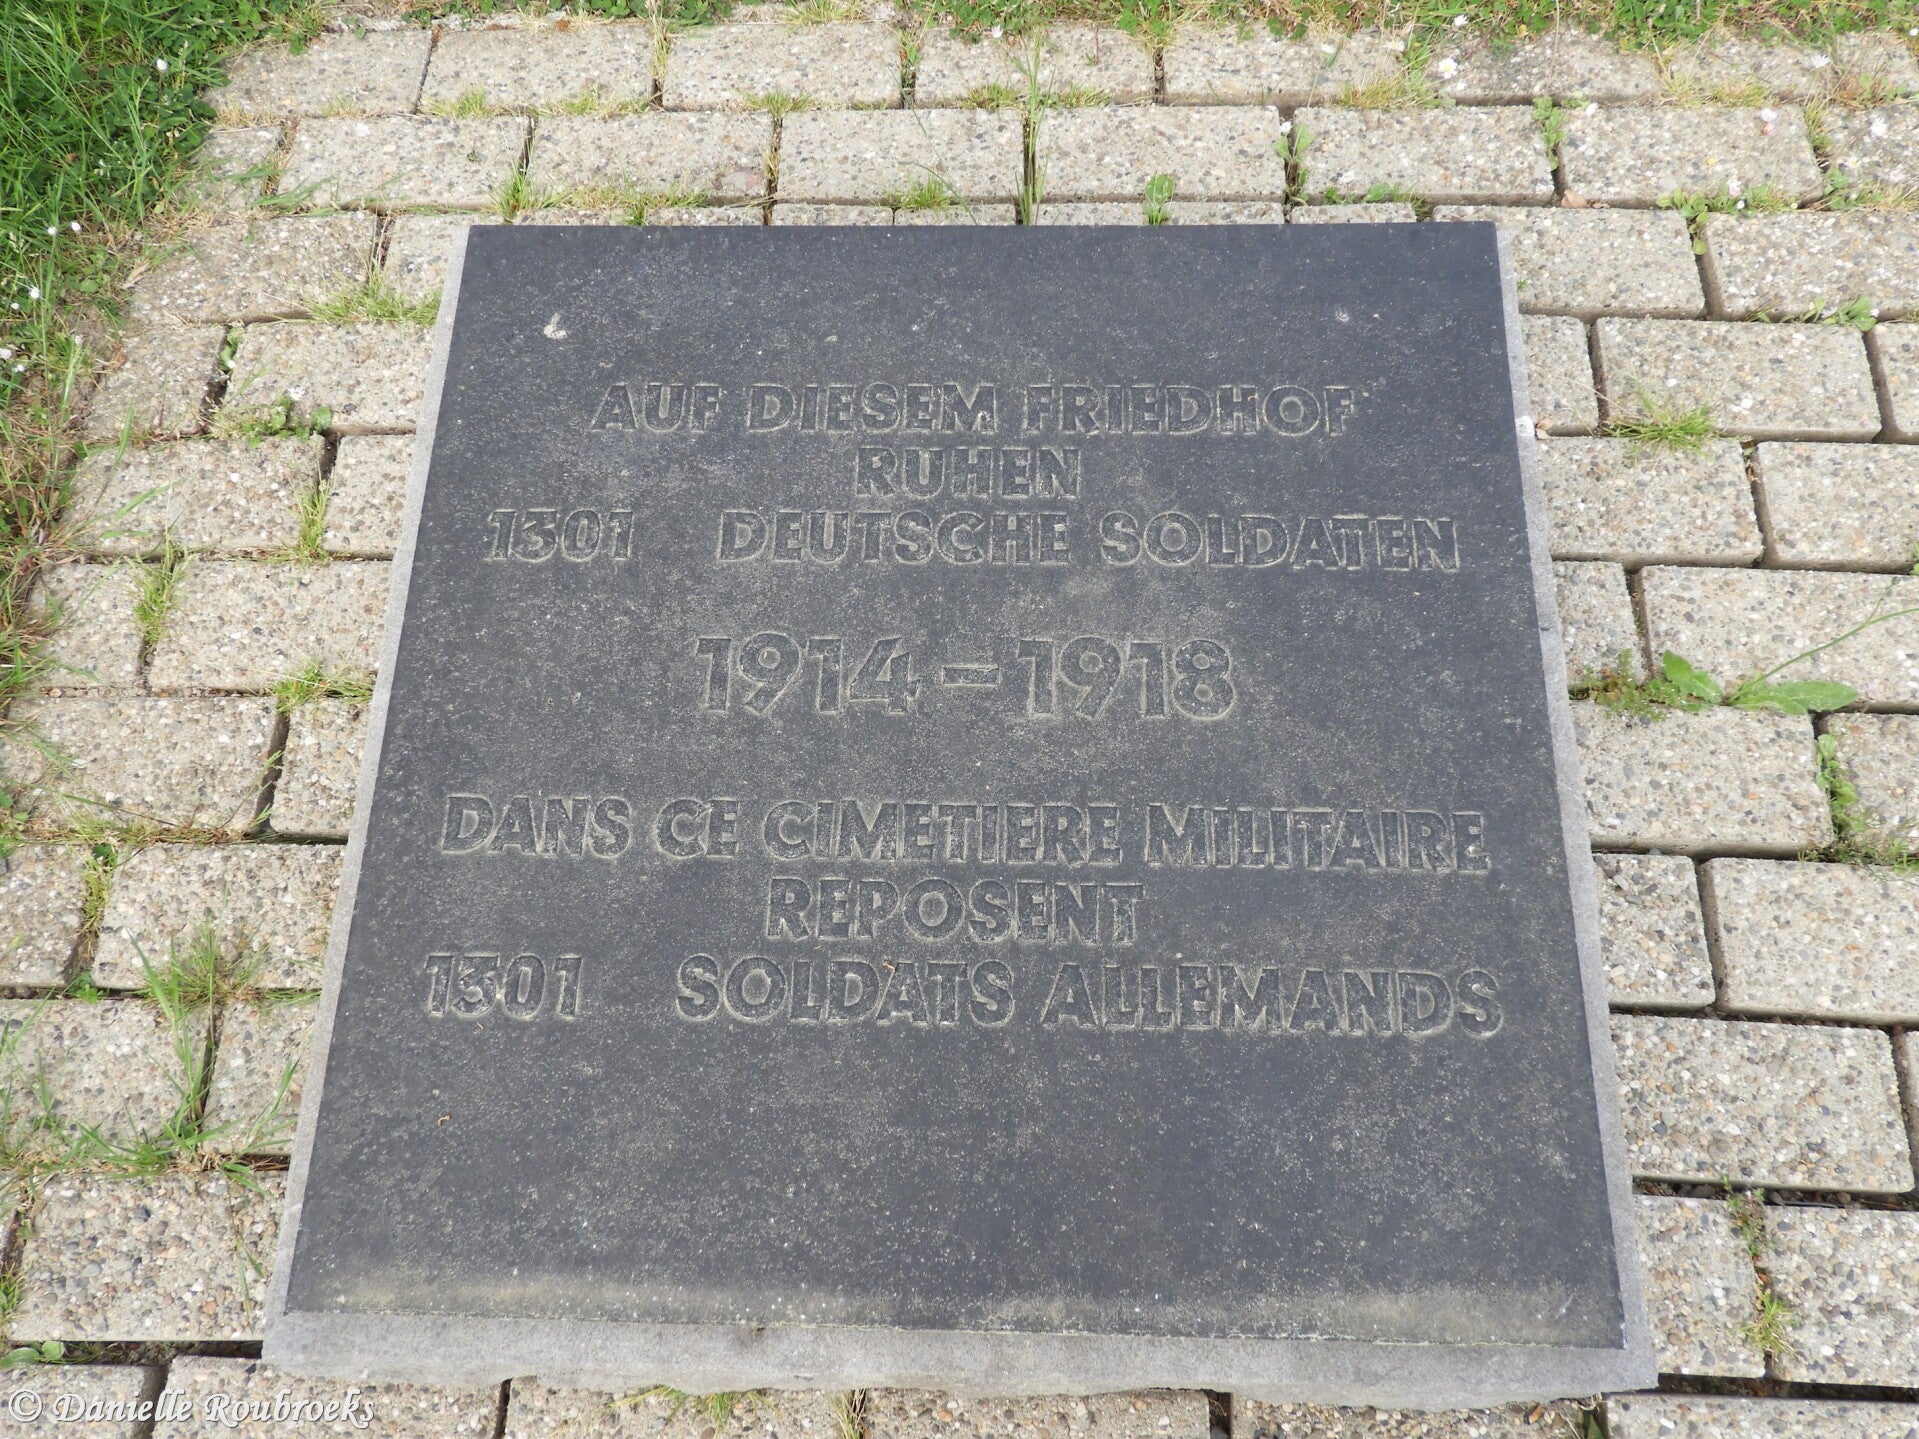 AUF DIESEM FRIEDHOF
RUHEN
1301 DEUTSCHE SOLDATEN
1914-1918
DANS CE CIMETIERE MILITAIRE
REPOSENT
1301 SOLDATS ALLEMANDS
© Danielle Roubroeks